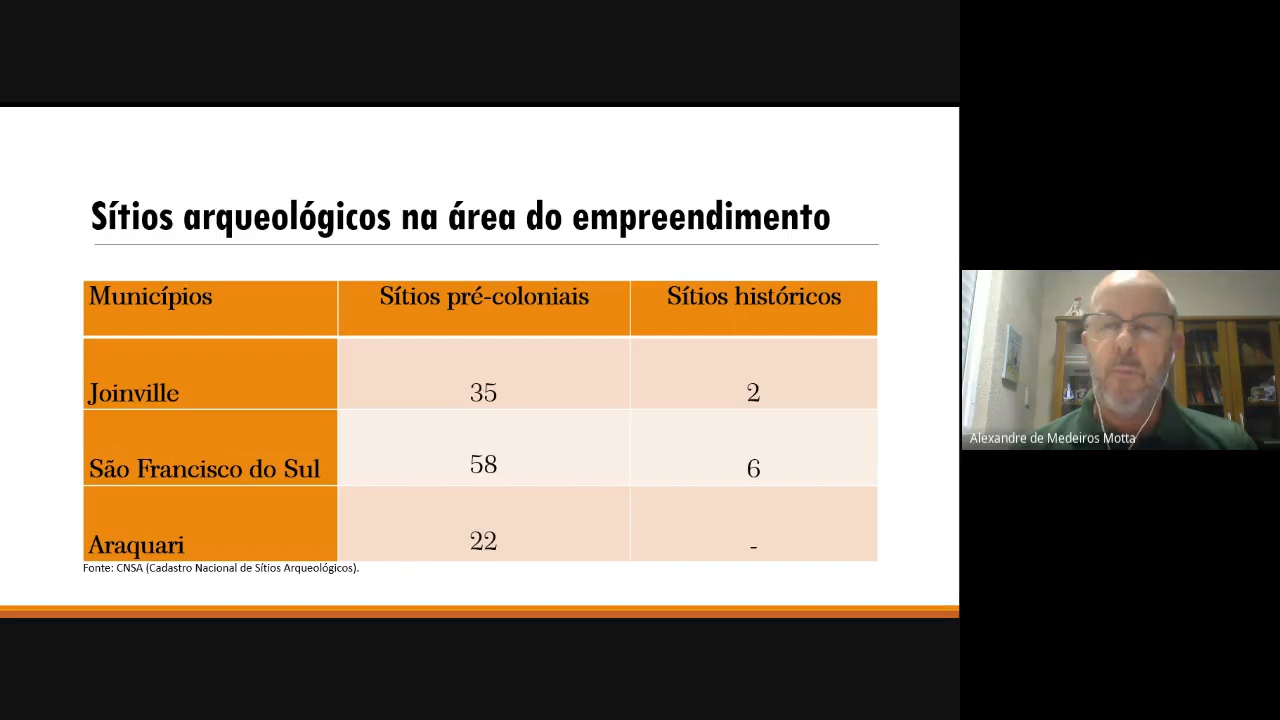 Sítios arqueológicos na área do empreendimento
Municípios Sítios pré-coloniais Sítios históricos
Joinville 35 2
São Francisco do Sul 58 6
Araquari 22 -
Fonte: CNSA (Cadastro Nacional de Sítios Arqueológicos).
Alexandre de Medeiros Motta